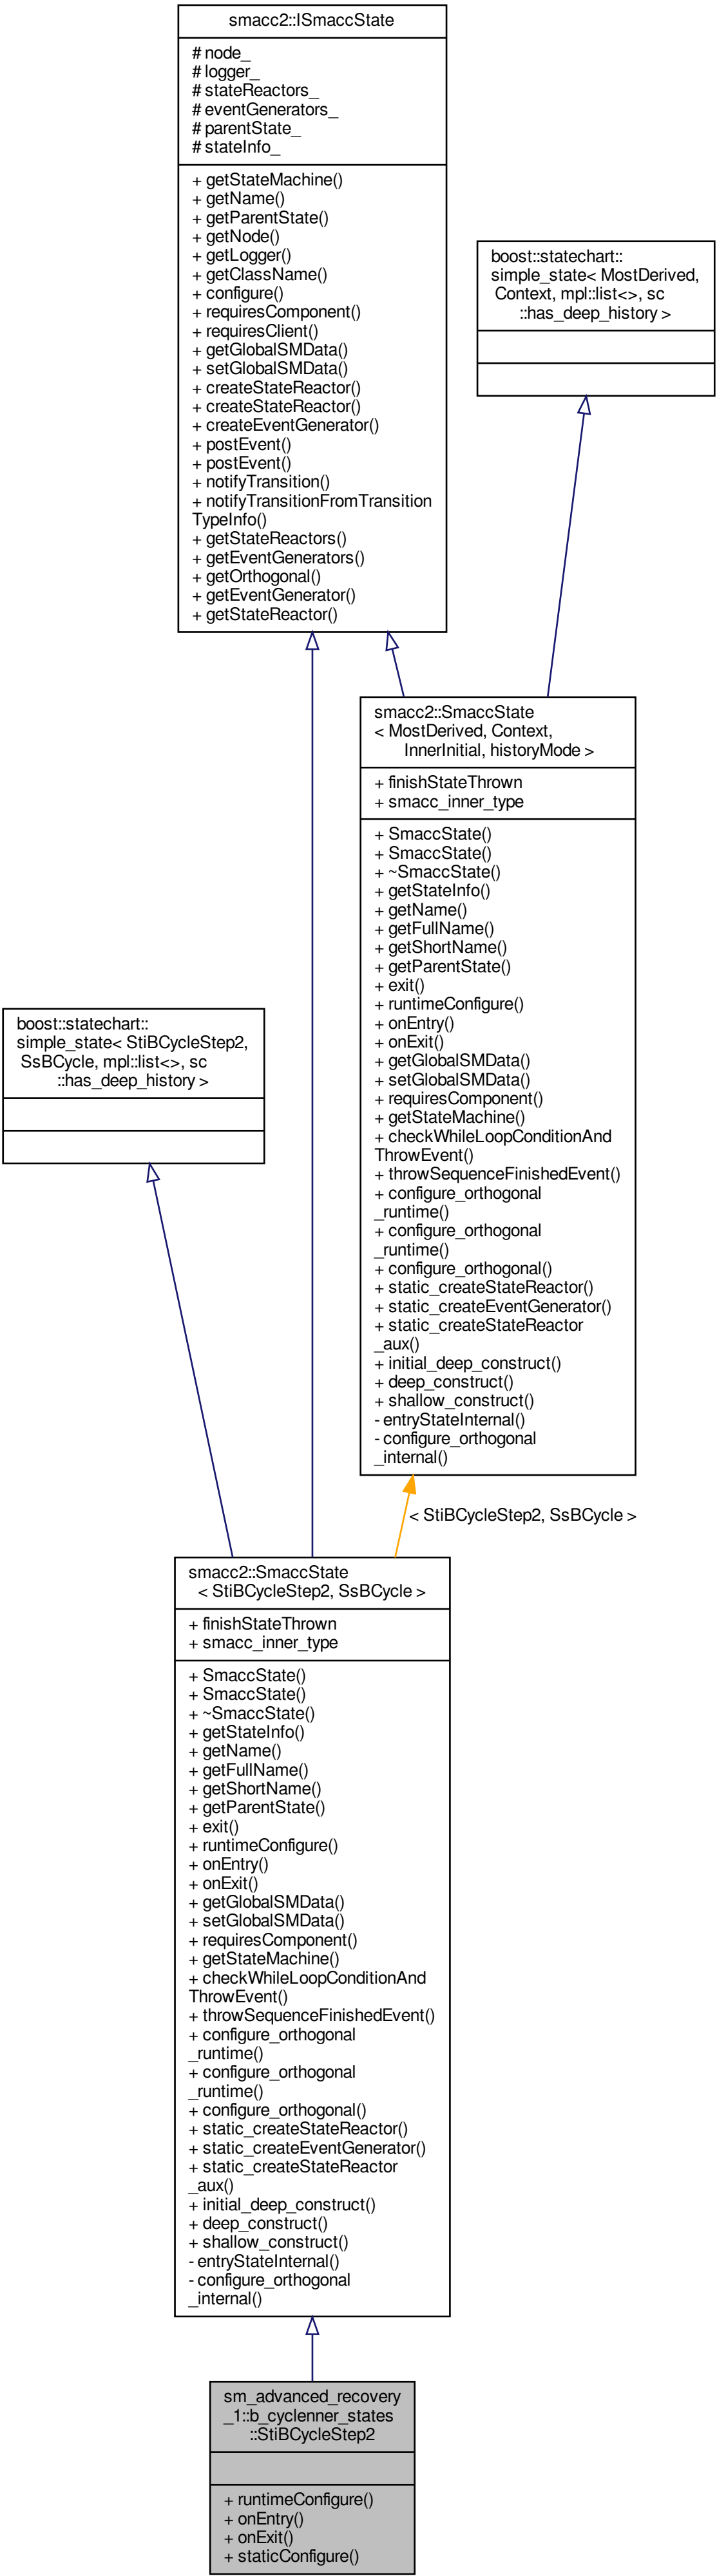 smacc2::ISmaccState
# node_
# logger_
# stateReactors_
# eventGenerators_
# parentState_
# stateInfo_
+ getStateMachine()
+ getName()
+ getParentState()
+ getNode()
+ getLogger()
+ getClassName()
+ configure()
+ requiresComponent()
+ requiresClient()
+ getGlobalSMData()
+ setGlobalSMData()
+ createStateReactor()
+ createStateReactor()
+ createEventGenerator()
+ postEvent()
+ postEvent()
+ notifyTransition()
+ notifyTransitionFromTransition
TypeInfo()
+ getStateReactors()
+ getEventGenerators()
+ getOrthogonal()
+ getEventGenerator()
+ getStateReactor()
boost::statechart::
simple_state< MostDerived,
Context, mpl::list<>, sc
::has_deep_history >
smacc2::SmaccState
< MostDerived, Context,
InnerInitial, historyMode >
+ finishStateThrown
+ smacc_inner_type
+ SmaccState()
+ SmaccState()
+ ~SmaccState()
+ getStateInfo()
+ getName()
+ getFullName()
+ getShortName()
+ getParentState()
+ exit()
+ runtimeConfigure()
+ onEntry()
+ onExit()
+ getGlobalSMData()
+ setGlobalSMData()
+ requiresComponent()
+ getStateMachine()
+ checkWhileLoopConditionAnd
ThrowEvent()
+ throwSequenceFinishedEvent()
+ configure_orthogonal
_runtime()
+ configure_orthogonal
_runtime()
+ configure_orthogonal()
+ static_createStateReactor()
+ static_createEventGenerator()
+ static_createStateReactor
_aux()
+ initial_deep_construct()
+ deep_construct()
+ shallow_construct()
- entryStateInternal()
- configure_orthogonal
_internal()
boost::statechart::
simple_state< StiBCycleStep2,
SsBCycle, mpl::list<>, sc
::has_deep_history >
< StiBCycleStep2, SsBCycle >
smacc2::SmaccState
< StiBCycleStep2, SsBCycle >
+ finishStateThrown
+ smacc_inner_type
+ SmaccState()
+ SmaccState()
+ ~SmaccState()
+ getStateInfo()
+ getName()
+ getFullName()
+ getShortName()
+ getParentState()
+ exit()
+ runtimeConfigure()
+ onEntry()
+ onExit()
+ getGlobalSMData()
+ setGlobalSMData()
+ requiresComponent()
+ getStateMachine()
+ checkWhileLoopConditionAnd
ThrowEvent()
+ throwSequenceFinishedEvent()
+ configure_orthogonal
_runtime()
+ configure_orthogonal
_runtime()
+ configure_orthogonal()
+ static_createStateReactor()
+ static_createEventGenerator()
+ static_createStateReactor
_aux()
+ initial_deep_construct()
+ deep_construct()
+ shallow_construct()
- entryStateInternal()
- configure_orthogonal
_internal()
sm_advanced_recovery
_1::b_cyclenner_states
::StiBCycleStep2
+ runtimeConfigure()
+ onEntry()
+ onExit()
+ staticConfigure()